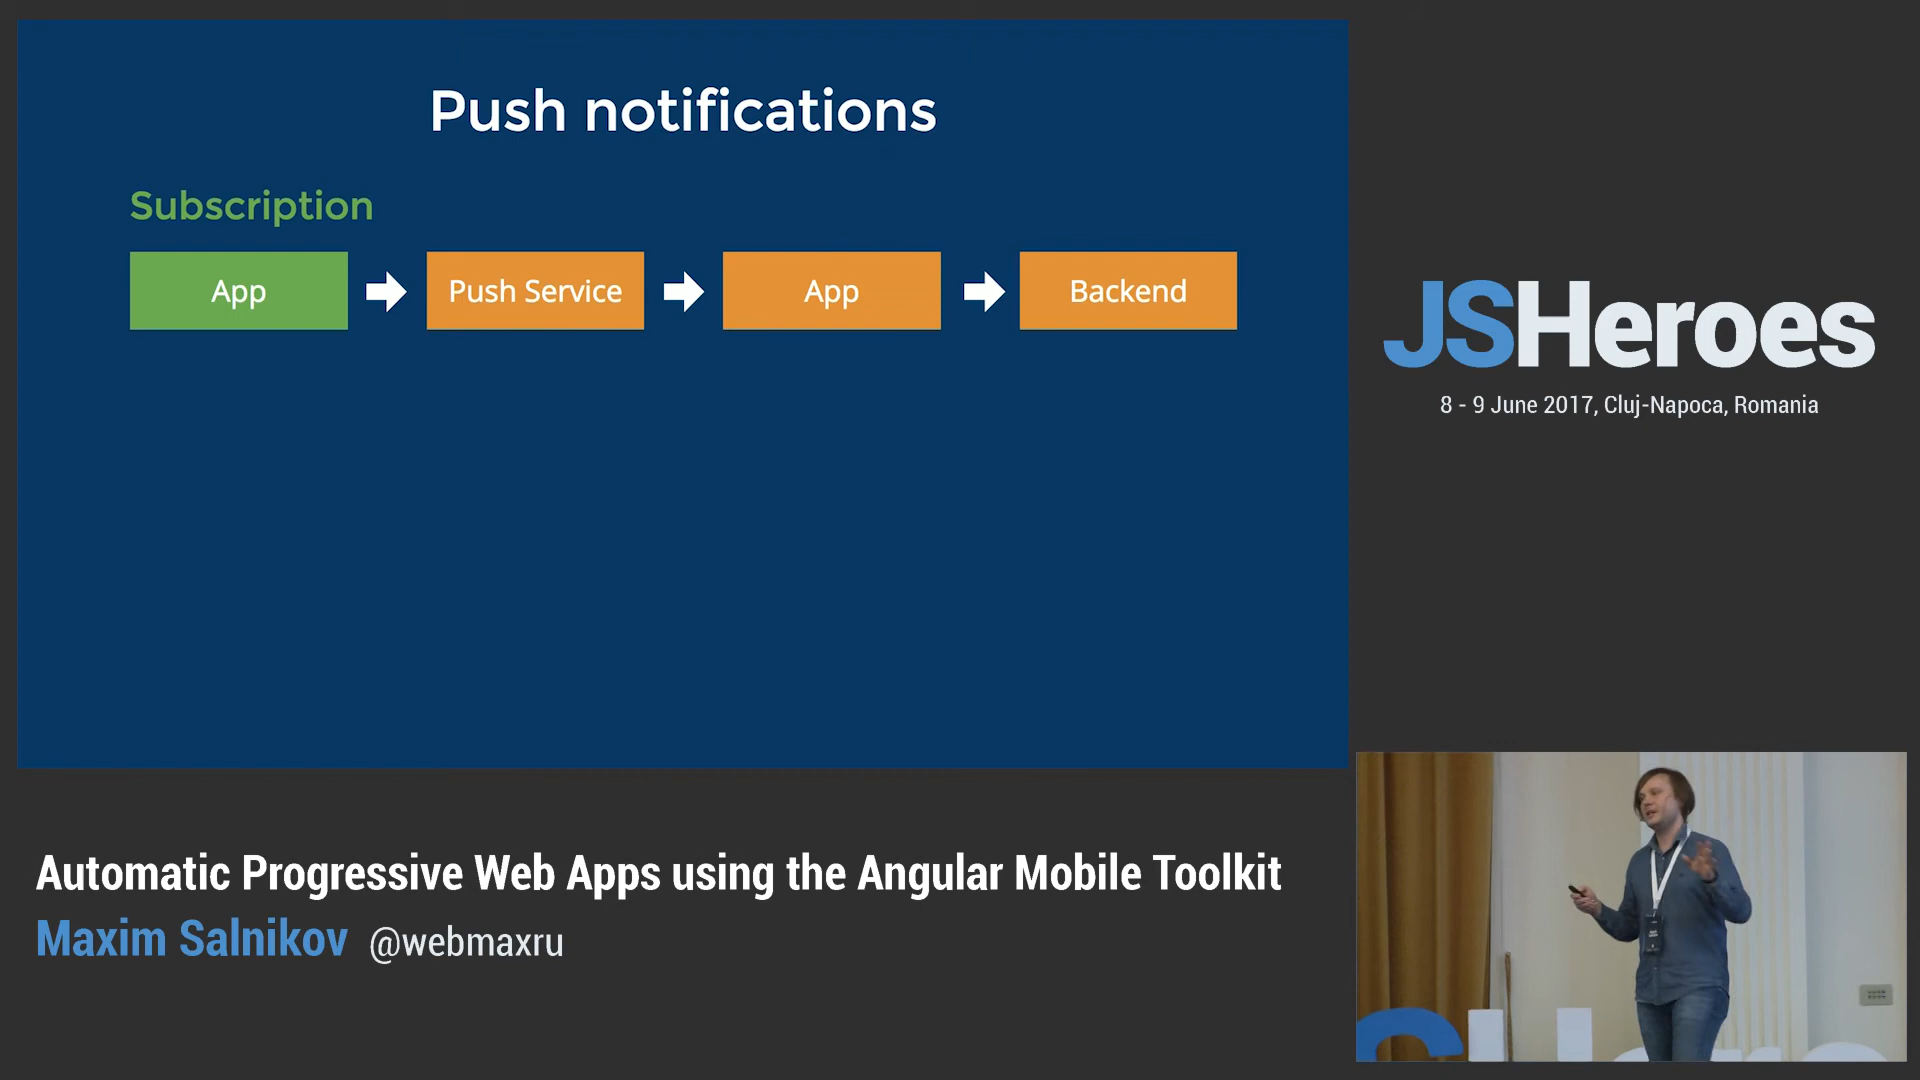 Push notifications
Subscription
App
Push Service
App
Backend
JSHeroes
8 - 9 June 2017, Cluj-Napoca, Romania
Automatic Progressive Web Apps using the Angular Mobile Toolkit
Maxim Salnikov @webmaxru